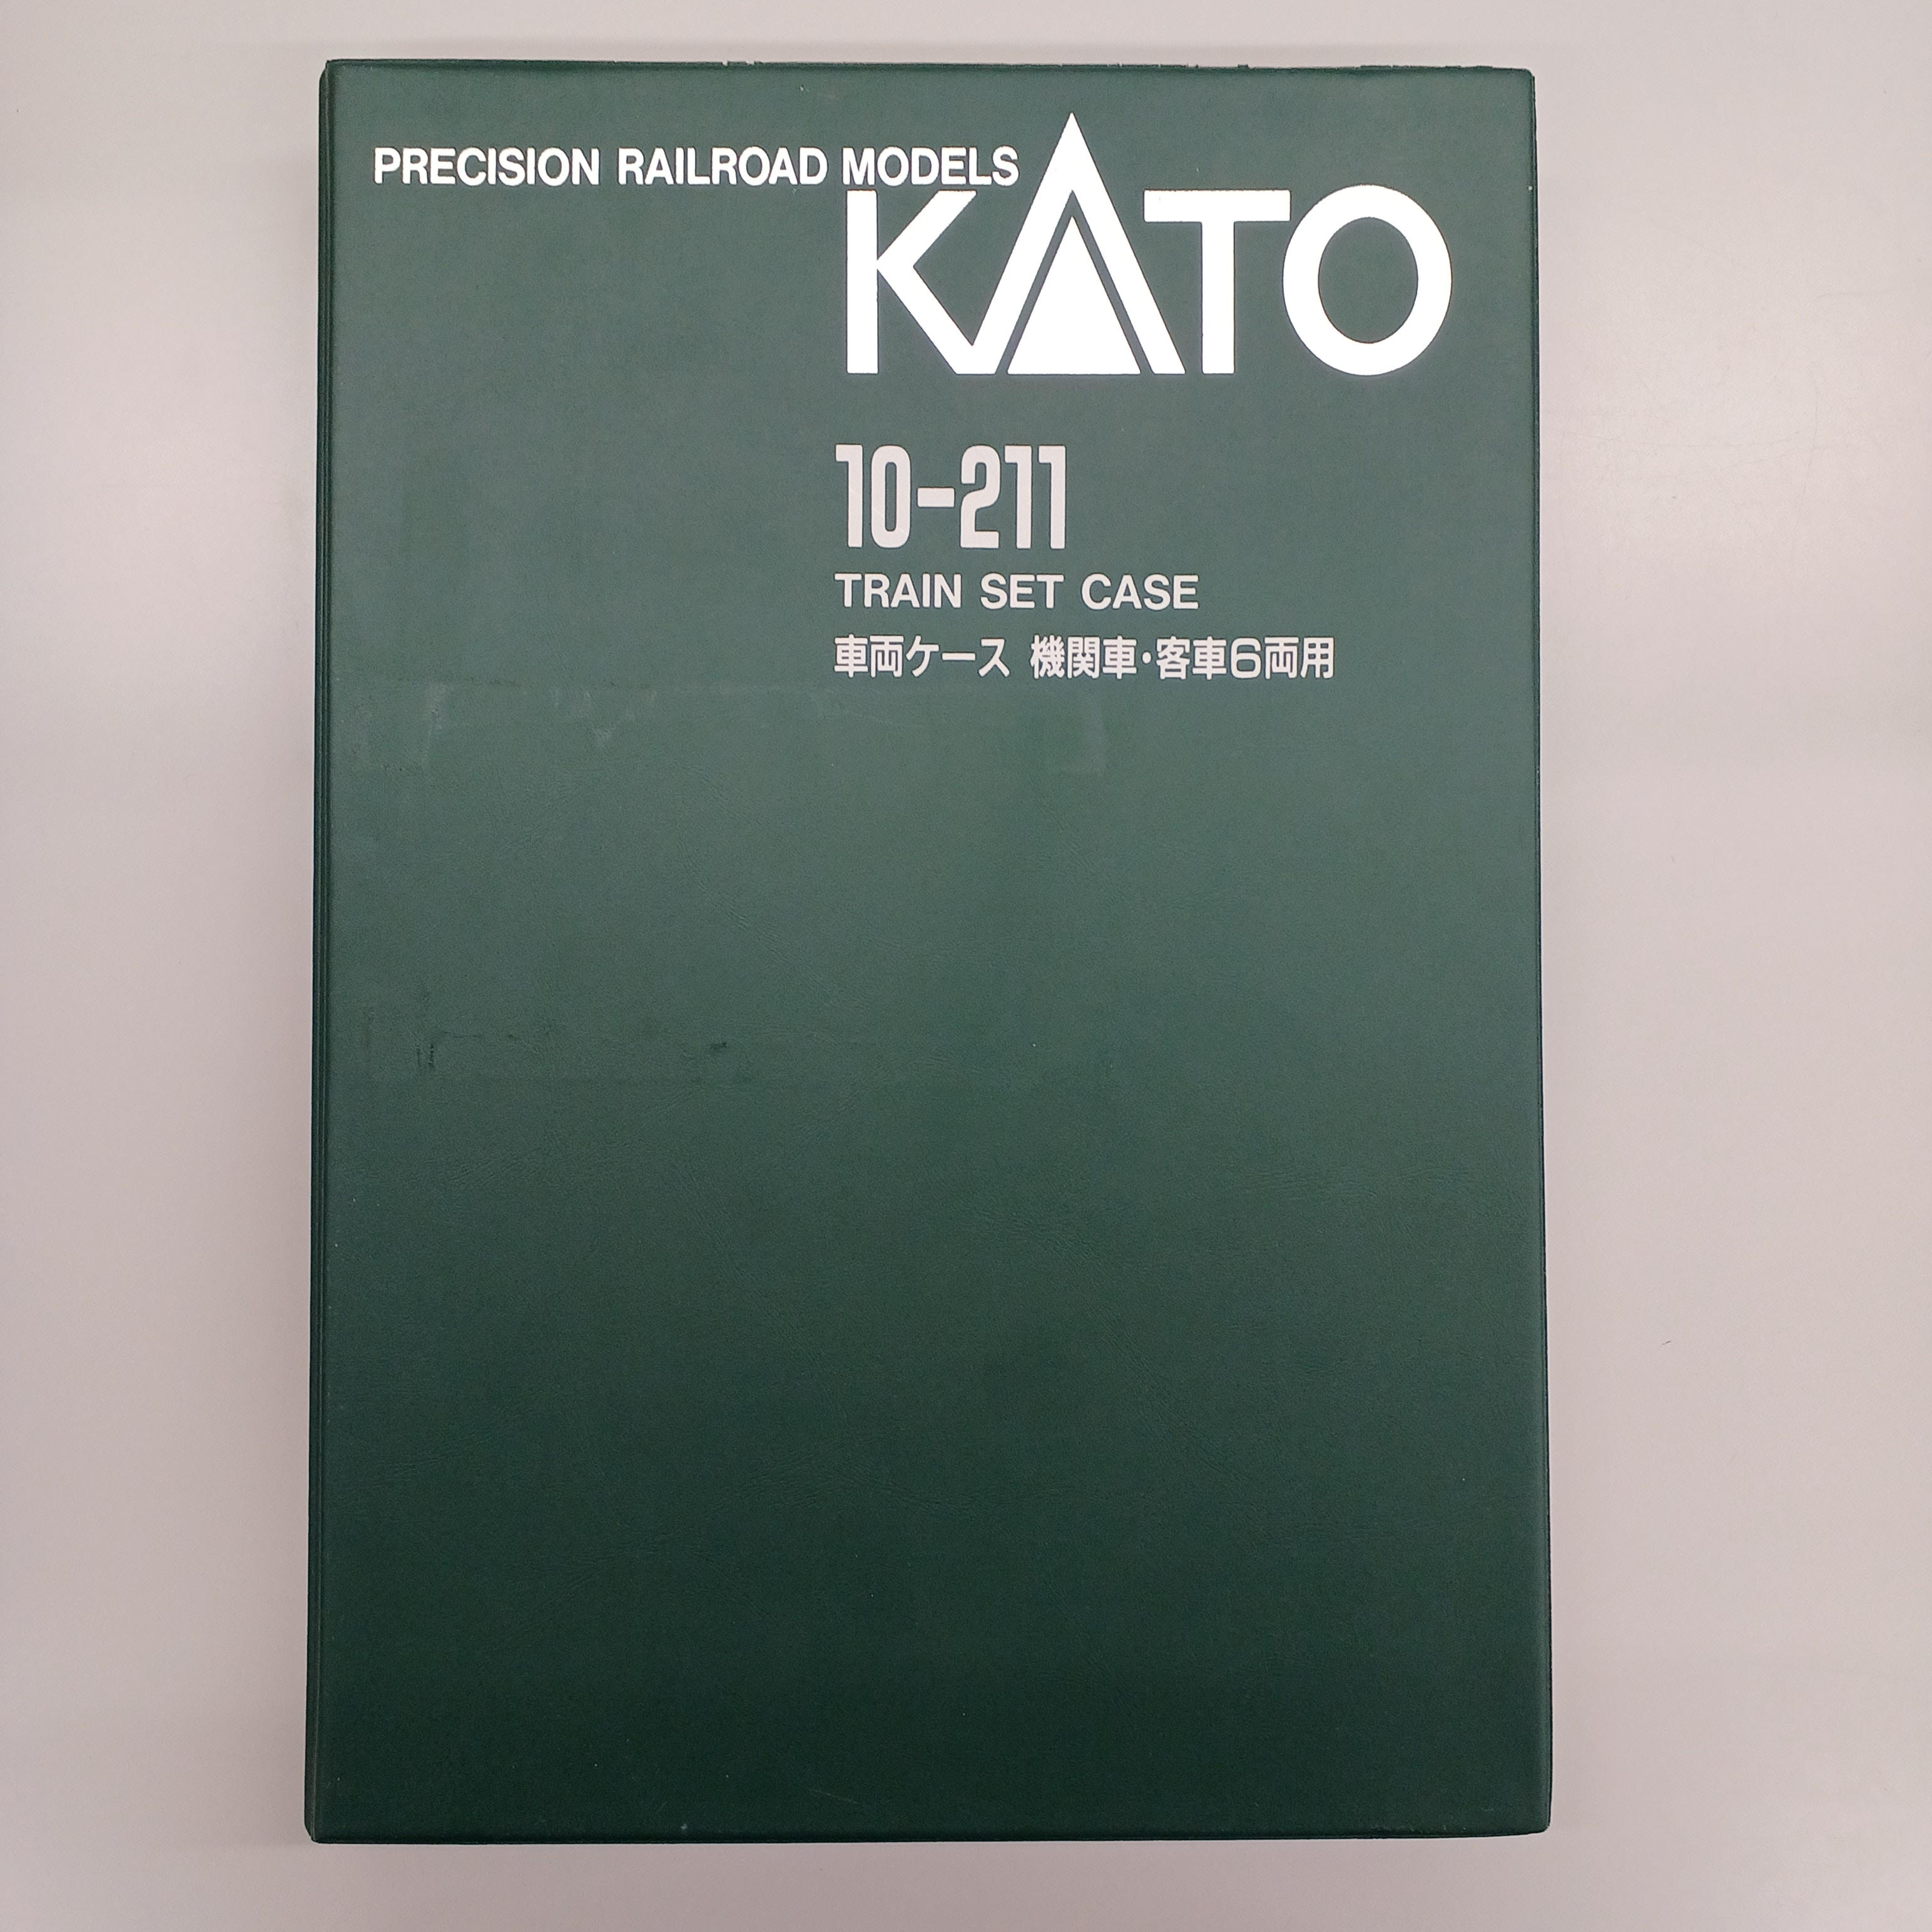 PRECISION RAILROAD MODELS
KATO
10-211
TRAIN SET CASE
車両ケース 機関車・客車6両用